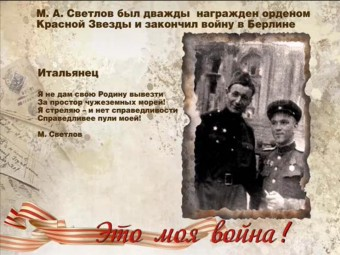 М. А. Светлов был дважды награжден орденом
Красной Звезды и закончил войну в Берлине
Итальянец
Я не дам свою Родину вывезти
За простор чужеземных морей!
Я стреляю – и нет справедливости
Справедливее пули моей!
М. Светлов
Это моя война!